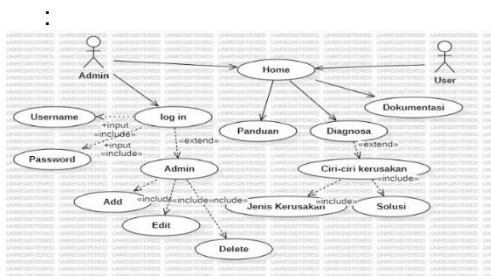 :
Admin
User
Home
Dokumentasi
Username
log in
+input
«include»
Password
+input
«include»
«extend»
Panduan
Diagnosa
«extend»
Admin
Ciri-ciri kerusakan
«include»
Add
«include
«include
nclude»
Jenis Kerusakan
«include»
Solusi
Edit
Delete